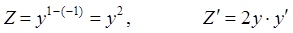 Z = y^{1-(-1)} = y^2, Z' = 2y · y'